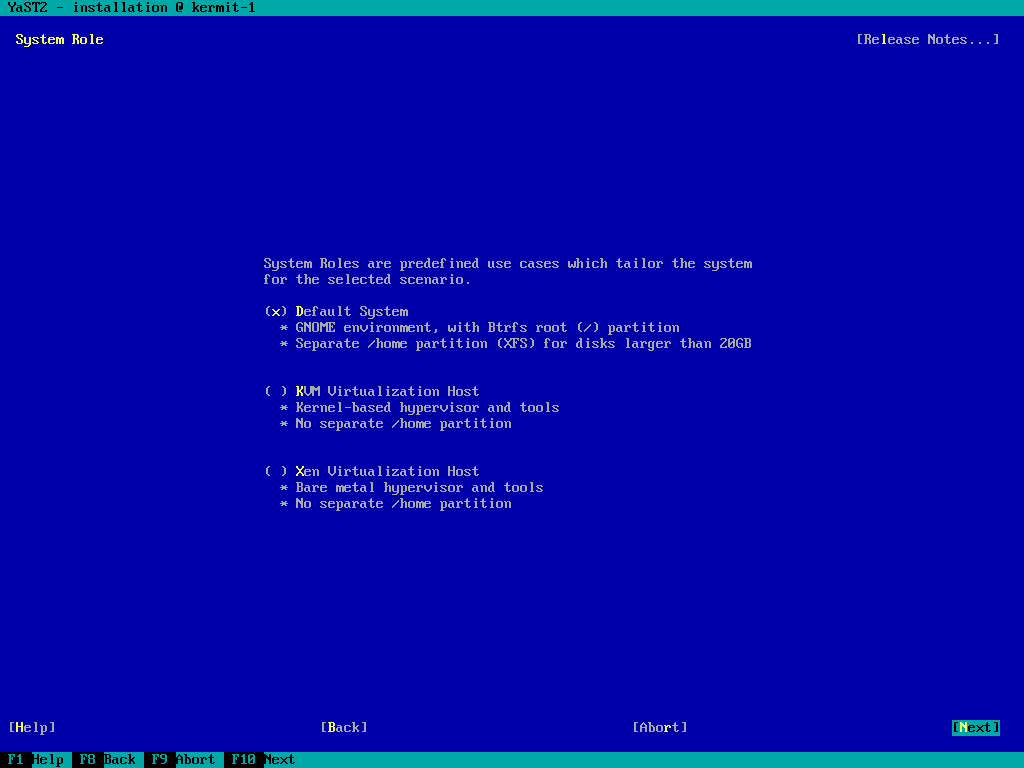 YaST2 - installation @ kermit-1
System Role [Release Notes...]
System Roles are predefined use cases which tailor the system
for the selected scenario.
(x) Default System
* GNOME environment, with Btrfs root (/) partition
* Separate /home partition (XFS) for disks larger than 20GB
( ) KVM Virtualization Host
* Kernel-based hypervisor and tools
* No separate /home partition
( ) Xen Virtualization Host
* Bare metal hypervisor and tools
* No separate /home partition
[Help] [Back] [Abort] [Next]
F1 Help F8 Back F9 Abort F10 Next